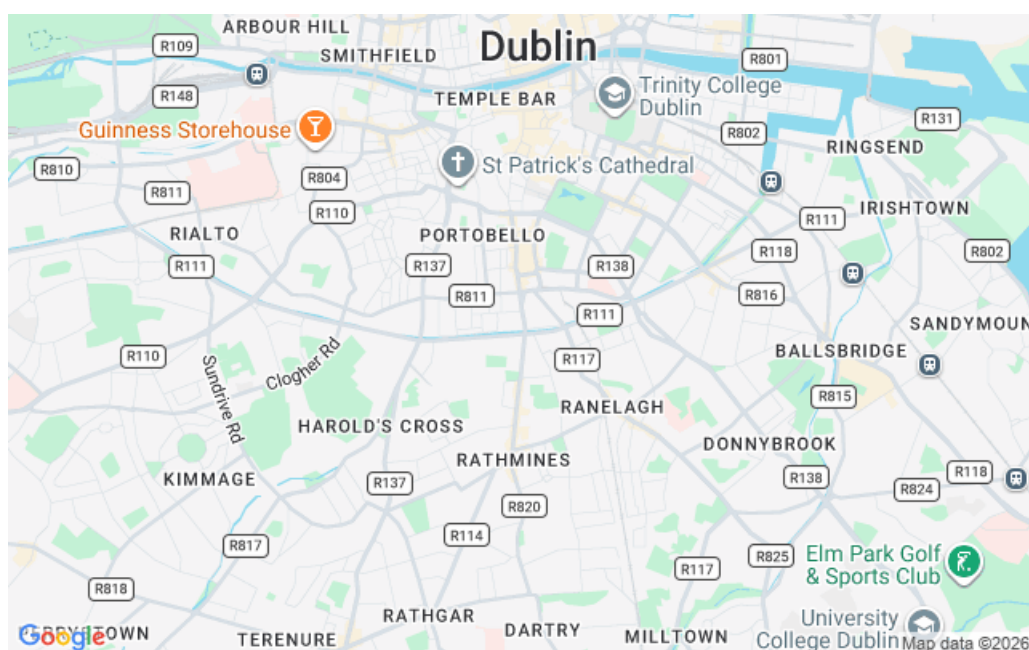 ARBOUR HILL
Dublin
R109
SMITHFIELD
R801
R148
TEMPLE BAR
Trinity College
Dublin
Guinness Storehouse
R802
R131
RINGSEND
R810
St Patrick's Cathedral
R811
R804
R110
R111
IRISHTOWN
RIALTO
PORTOBELLO
R118
R802
R111
R137
R138
R811
R816
R111
SANDYMOUN
R110
Clogher Rd
R117
BALLSBRIDGE
Sundrive Rd
R815
RANELAGH
HAROLD'S CROSS
DONNYBROOK
RATHMINES
KIMMAGE
R137
R138
R118
R824
R820
R114
R817
R825
Elm Park Golf
& Sports Club
R117
R818
RATHGAR
University
College Dublin
TERENURE
DARTRY
MILLTOWN
Google
Map data ©2026